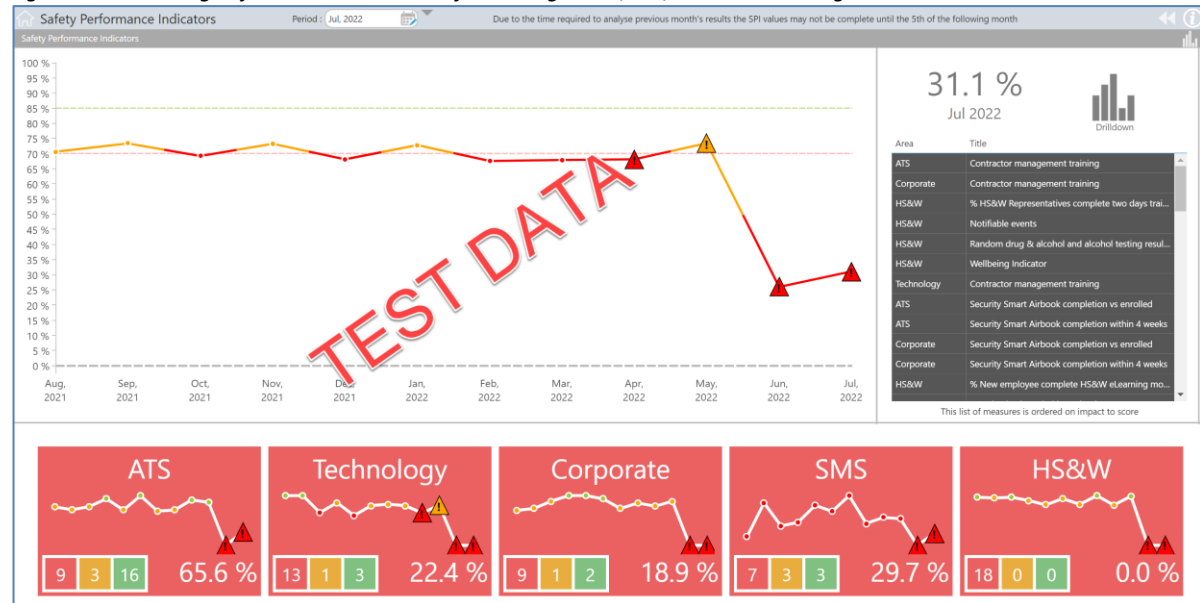 Safety Performance Indicators
Period : Jul, 2022
Due to the time required to analyse previous month's results the SPI values may not be complete until the 5th of the following month
Safety Performance Indicators
100 %
95 %
90 %
85 %
80 %
75 %
70 %
65 %
60 %
55 %
50 %
45 %
40 %
35 %
30 %
25 %
20 %
15 %
10 %
5 %
0 %
Aug, 2021
Sep, 2021
Oct, 2021
Nov, 2021
2021
Jan, 2022
Feb, 2022
Mar, 2022
Apr, 2022
May, 2022
Jun, 2022
Jul, 2022
TEST DATA
31.1 %
Jul 2022
Drilldown
Area Title
ATS Contractor management training
Corporate Contractor management training
HS&W % HS&W Representatives complete two days trai...
HS&W Notifiable events
HS&W Random drug & alcohol and alcohol testing resul...
HS&W Wellbeing Indicator
Technology Contractor management training
ATS Security Smart Airbook completion vs enrolled
ATS Security Smart Airbook completion within 4 weeks
Corporate Security Smart Airbook completion vs enrolled
Corporate Security Smart Airbook completion within 4 weeks
HS&W % New employee complete HS&W eLearning mo...
This list of measures is ordered on impact to score
ATS
9 3 16 65.6 %
Technology
13 1 3 22.4 %
Corporate
9 1 2 18.9 %
SMS
7 3 3 29.7 %
HS&W
18 0 0 0.0 %